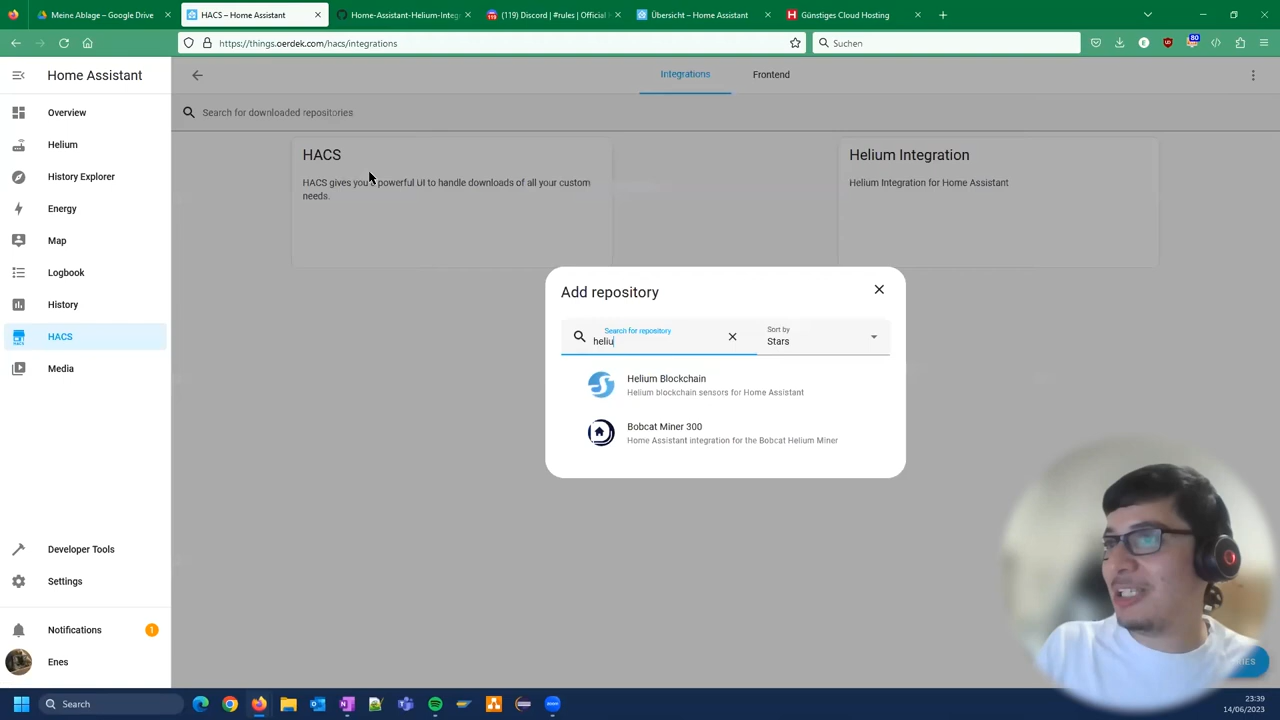 Meine Ablage – Google Drive
HACS – Home Assistant
Home-Assistant-Helium-Integr
(119) Discord | #rules | Official H
Übersicht – Home Assistant
Günstiges Cloud Hosting
https://things.oerdek.com/hacs/integrations
Suchen
80
Home Assistant
Integrations
Frontend
Overview
Helium
History Explorer
Energy
Map
Logbook
History
HACS
Media
Developer Tools
Settings
Notifications
1
Enes
Search for downloaded repositories
HACS
HACS gives you powerful UI to handle downloads of all your custom
needs.
Helium Integration
Helium Integration for Home Assistant
Add repository
Search for repository
heliu
Sort by
Stars
Helium Blockchain
Helium blockchain sensors for Home Assistant
Bobcat Miner 300
Home Assistant integration for the Bobcat Helium Miner
Search
23:39
14/06/2023